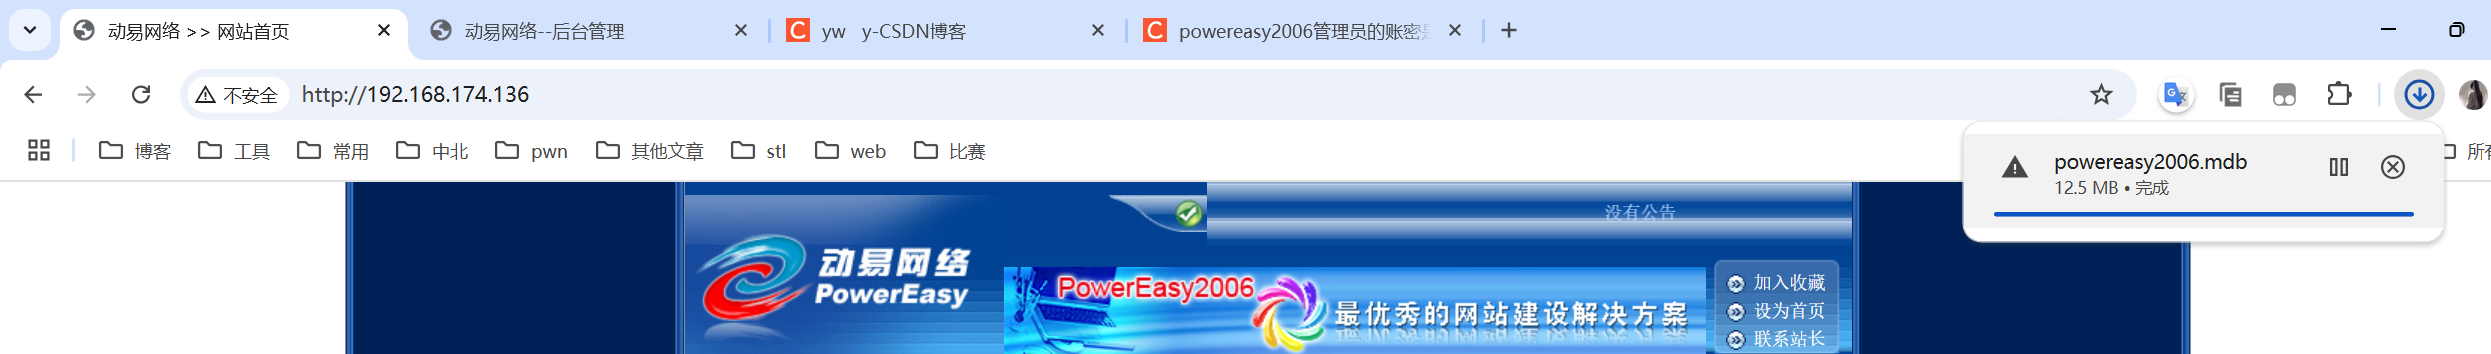 动易网络 >> 网站首页
动易网络--后台管理
yw y-CSDN博客
powereasy2006管理员的账密
不安全
http://192.168.174.136
博客
工具
常用
中北
pwn
其他文章
stl
web
比赛
所有
powereasy2006.mdb
12.5 MB • 完成
没有公告
动易网络
PowerEasy
PowerEasy2006
最优秀的网站建设解决方案
加入收藏
设为首页
联系站长